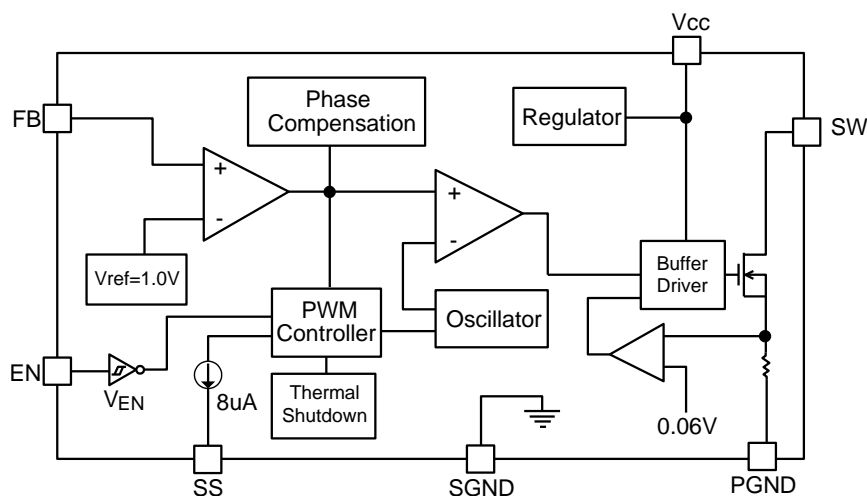 Vcc
FB
Phase
Compensation
Regulator
SW
+
-
+
-
Vref=1.0V
Buffer
Driver
PWM
Controller
Oscillator
EN
VEN
8uA
Thermal
Shutdown
0.06V
SS
SGND
PGND